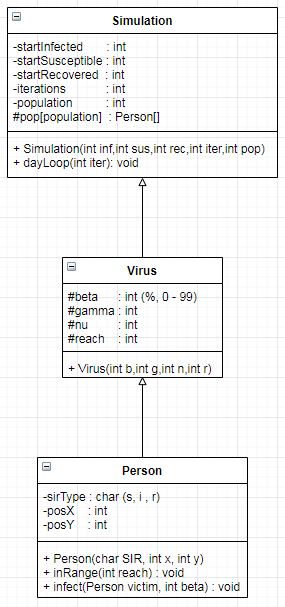 Simulation
-startInfected : int
-startSusceptible : int
-startRecovered : int
-iterations : int
-population : int
#pop[population] : Person[]
+ Simulation(int inf,int sus,int rec,int iter,int pop)
+ dayLoop(int iter): void
Virus
#beta : int (%, 0 - 99)
#gamma : int
#nu : int
#reach : int
+ Virus(int b,int g,int n,int r)
Person
-sirType : char (s, i , r)
-posX : int
-posY : int
+ Person(char SIR, int x, int y)
+ inRange(int reach) : void
+ infect(Person victim, int beta) : void